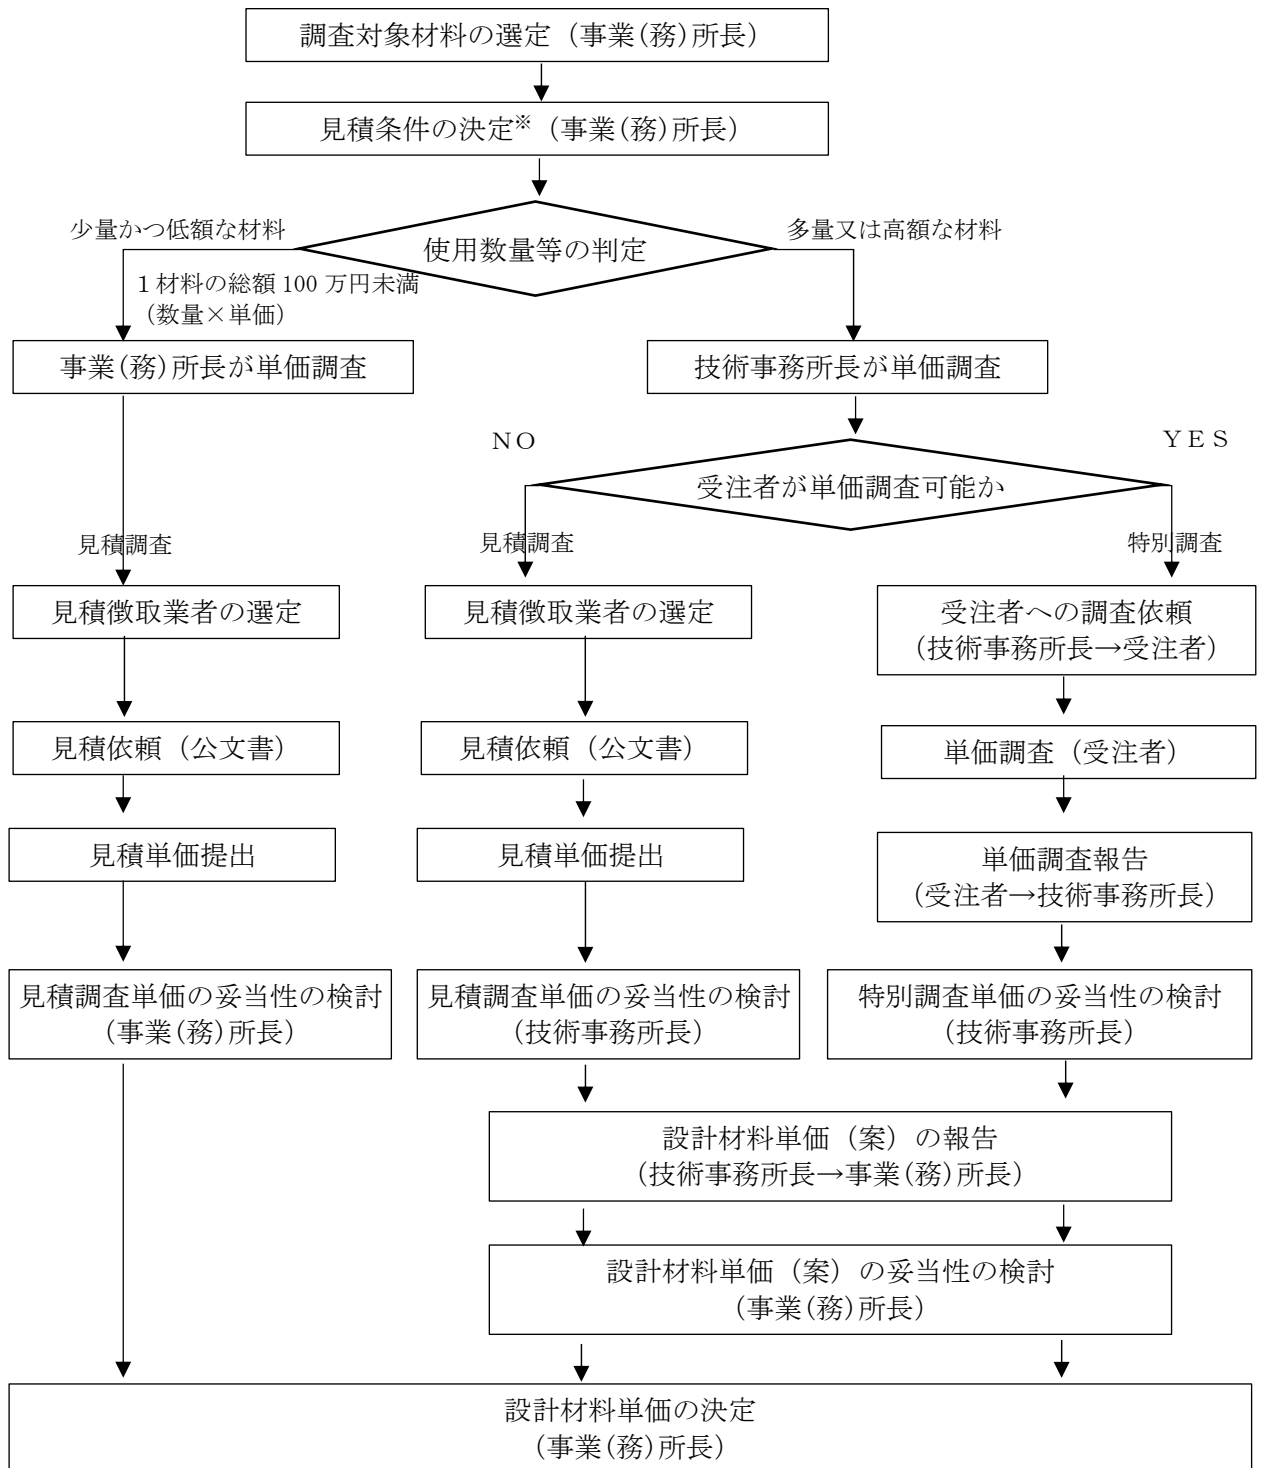 調査対象材料の選定（事業(務)所長）
見積条件の決定※（事業(務)所長）
少量かつ低額な材料
使用数量等の判定
多量又は高額な材料
１材料の総額 100 万円未満
（数量×単価）
事業(務)所長が単価調査
技術事務所長が単価調査
ＮＯ
ＹＥＳ
受注者が単価調査可能か
見積調査
見積調査
特別調査
見積徴取業者の選定
見積徴取業者の選定
受注者への調査依頼
（技術事務所長→受注者）
見積依頼（公文書）
見積依頼（公文書）
単価調査（受注者）
見積単価提出
見積単価提出
単価調査報告
（受注者→技術事務所長）
見積調査単価の妥当性の検討
（事業(務)所長）
見積調査単価の妥当性の検討
（技術事務所長）
特別調査単価の妥当性の検討
（技術事務所長）
設計材料単価（案）の報告
（技術事務所長→事業(務)所長）
設計材料単価（案）の妥当性の検討
（事業(務)所長）
設計材料単価の決定
（事業(務)所長）